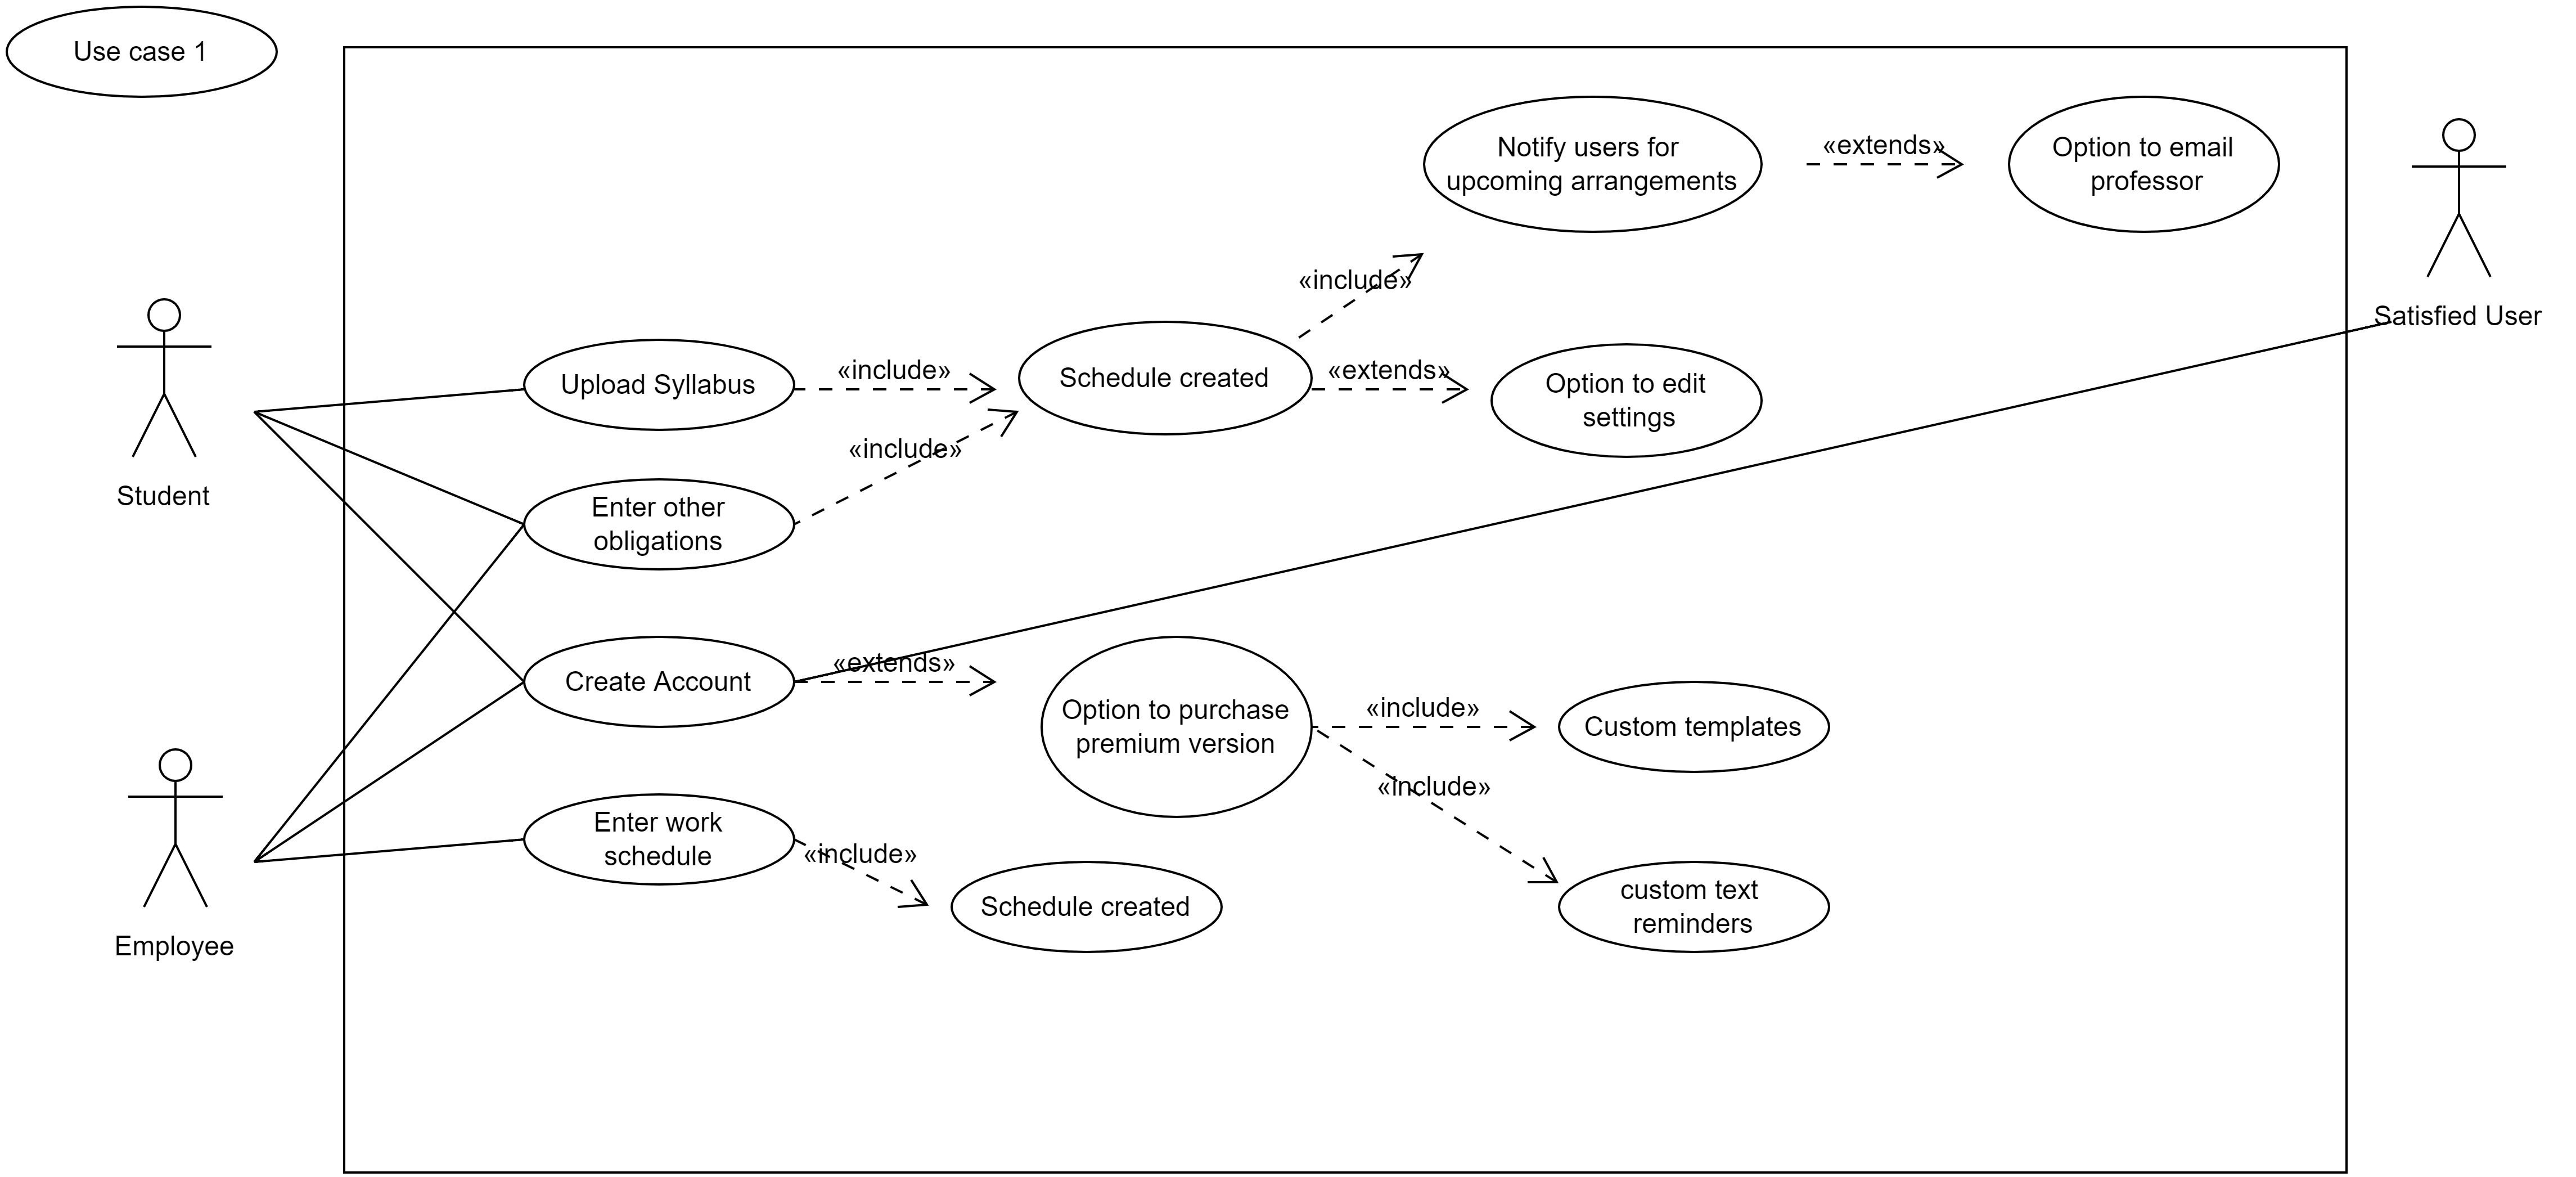 Use case 1
Notify users for
upcoming arrangements
«extends»
Option to email
professor
Satisfied User
«include»
Student
Upload Syllabus
«include»
Schedule created
«extends»
Option to edit
settings
«include»
Enter other
obligations
Create Account
«extends»
Option to purchase
premium version
«include»
Custom templates
«include»
Employee
Enter work
schedule
«include»
Schedule created
custom text
reminders